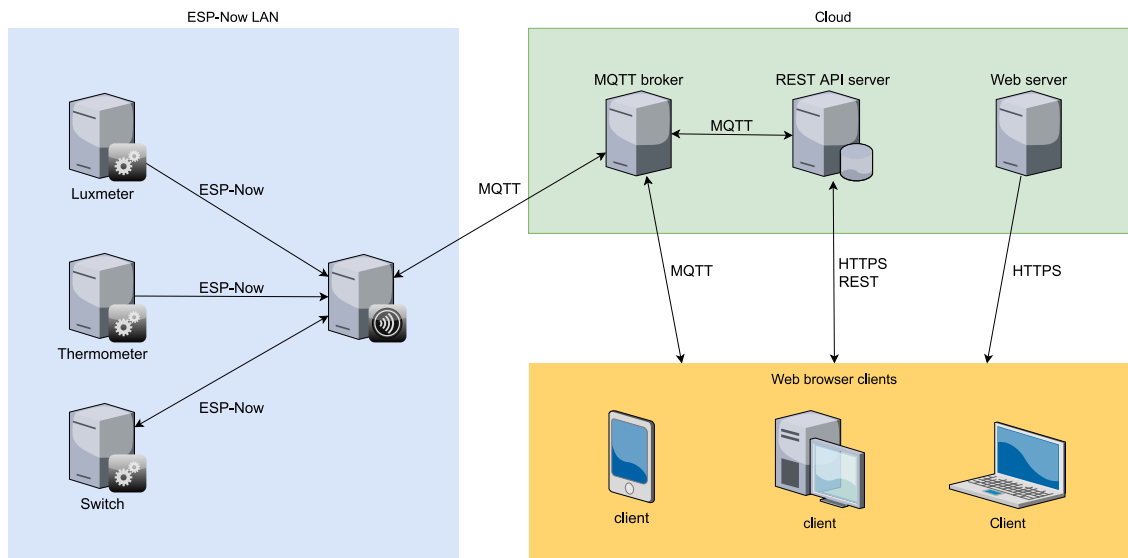 ESP-Now LAN
Cloud
MQTT broker
REST API server
Web server
MQTT
Luxmeter
ESP-Now
MQTT
ESP-Now
Thermometer
MQTT
HTTPS
REST
HTTPS
ESP-Now
Switch
Web browser clients
client
client
Client